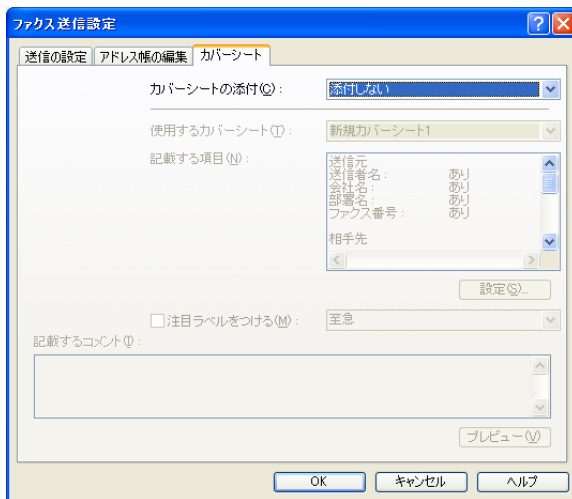 ファクス送信設定
送信の設定 アドレス帳の編集 カバーシート
カバーシートの添付(C): 添付しない
使用するカバーシート(T): 新規カバーシート1
記載する項目(N): 送信元
送信者名: あり
会社名: あり
部署名: あり
ファクス番号: あり
相手先
設定(S)...
注目ラベルをつける(M): 至急
記載するコメント(I):
プレビュー(V)
OK キャンセル ヘルプ